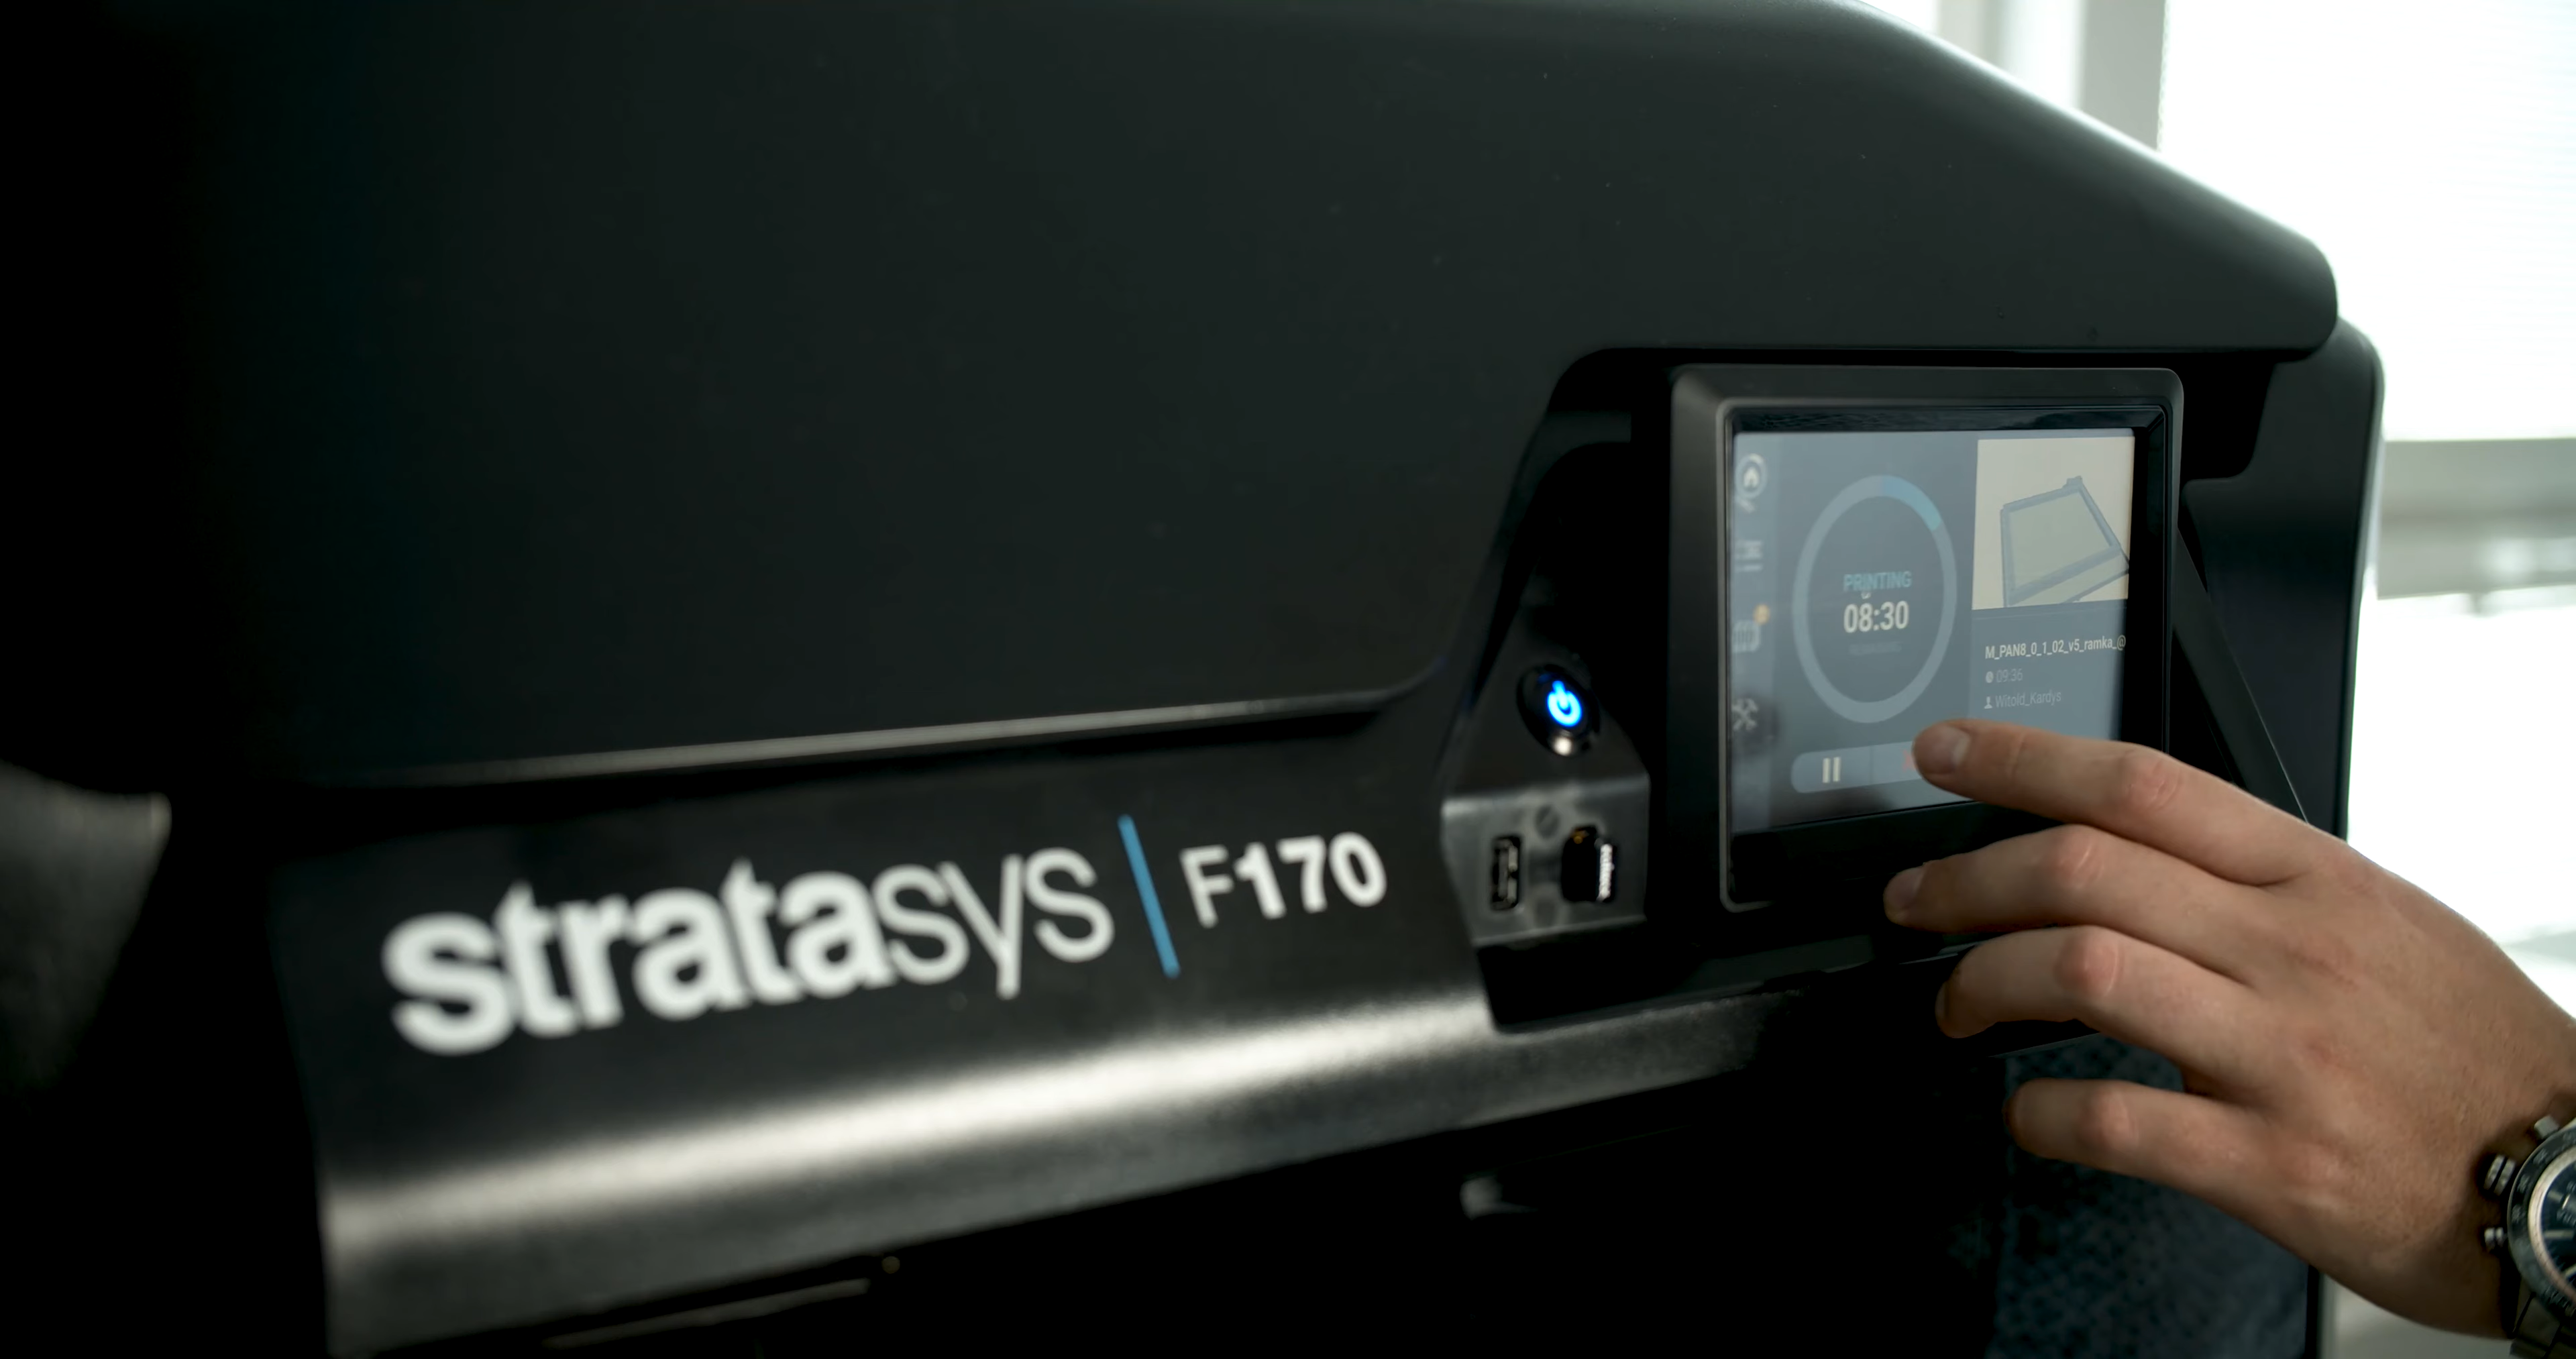 stratasys F170
PRINTING
08:30
M_PAN8_0_1_02_v5_ramka_@
09:36
Witold_Kardys